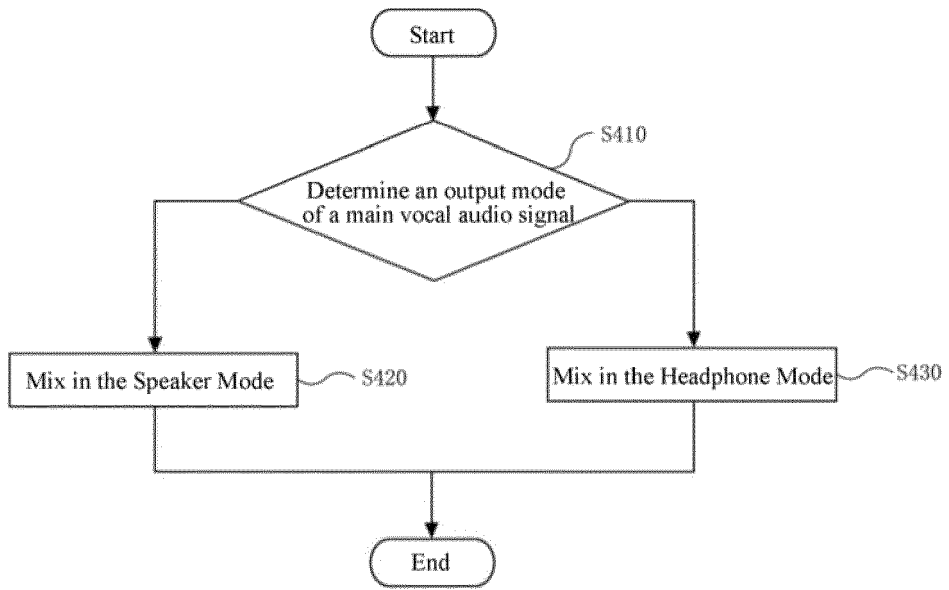 Start
S410
Determine an output mode
of a main vocal audio signal
Mix in the Speaker Mode
S420
Mix in the Headphone Mode
S430
End